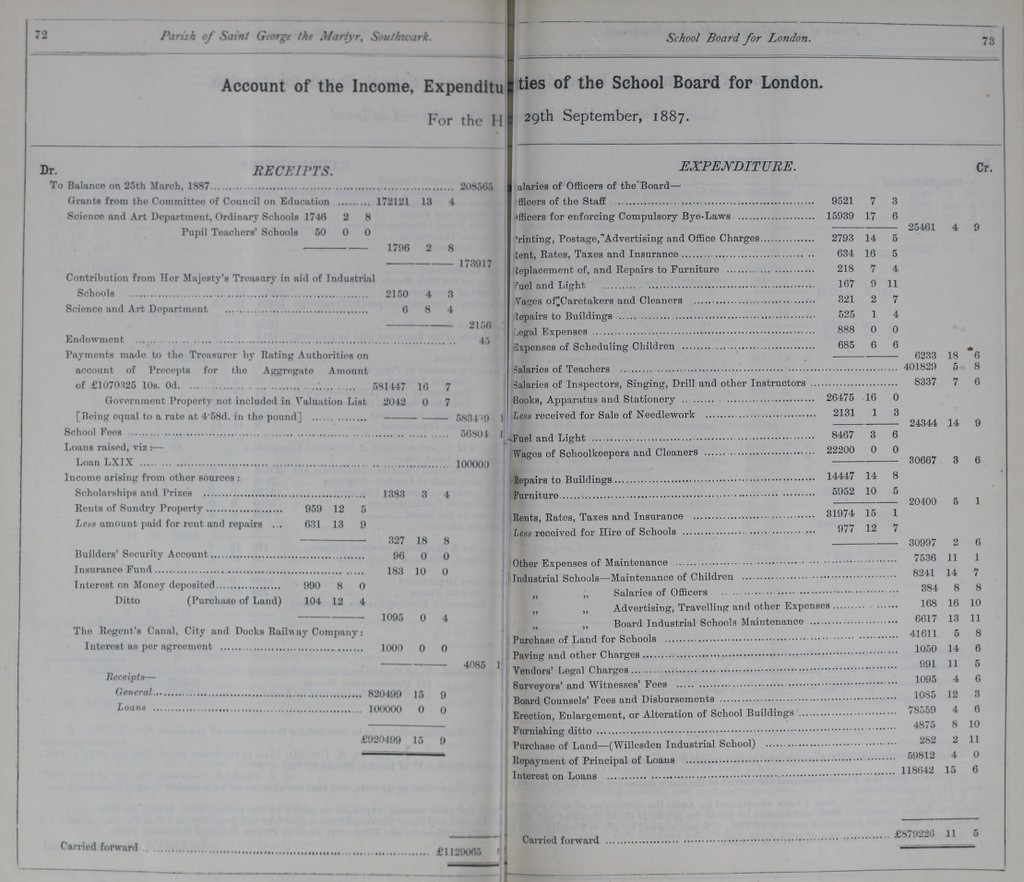 72
Parish of Saint George the Martyr, Southwark.
Account of the Income, Expenditu
For the H
Dr.
RECEIPTS.
To Balance on 25th March, 1887 208565
Grants from the Committee of Council on Education 172121 13 4
Science and Art Department, Ordinary Schools 1746 2 8
Pupil Teachers' Schools 50 0 0
1796 2 8
173917
Contribution from Her Majesty's Treasury in aid of Industrial
Schools 2150 4 3
Science and Art Department 6 8 4
2156
Endowment 45
Payments made to the Treasurer by Rating Authorities on
account of Precepts for the Aggregate Amount
of £1070325 10s. 0d. 581447 16 7
Government Property not included in Valuation List 2042 0 7
[Being equal to a rate at 4·58d. in the pound] 583489 1
School Fees 56804 1
Loans raised, viz:—
Loan LXIX 100000
Income arising from other sources:
Scholarships and Prizes 1383 3 4
Rents of Sundry Property 959 12 5
Less amount paid for rent and repairs 631 13 9
327 18 8
Builders' Security Account 96 0 0
Insurance Fund 183 10 0
Interest on Money deposited 990 8 0
Ditto (Purchase of Land) 104 12 4
1095 0 4
The Regent's Canal, City and Docks Railway Company:
Interest as per agreement 1000 0 0
4085 1
Receipts—
General 820499 15 9
Loans 100000 0 0
£920499 15 9
Carried forward £1129065
School Board for London.
73
ties of the School Board for London.
29th September, 1887.
EXPENDITURE.
Cr.
alaries of Officers of the Board—
fficers of the Staff 9521 7 3
fficers for enforcing Compulsory Bye-Laws 15939 17 6
25461 4 9
rinting, Postage, Advertising and Office Charges 2793 14 5
ent, Rates, Taxes and Insurance 634 16 5
eplacement of, and Repairs to Furniture 218 7 4
uel and Light 167 9 11
Wages of Caretakers and Cleaners 321 2 7
epairs to Buildings 525 1 4
egal Expenses 888 0 0
Expenses of Scheduling Children 685 6 6
6233 18 6
Salaries of Teachers 401829 5 8
Salaries of Inspectors, Singing, Drill and other Instructors 8337 7 6
Books, Apparatus and Stationery 26475 16 0
Less received for Sale of Needlework 2131 1 3
24344 14 9
Fuel and Light 8467 3 6
Wages of Schoolkeepers and Cleaners 22200 0 0
30667 3 6
Repairs to Buildings 14447 14 8
Furniture 5952 10 5
20400 5 1
Rents, Rates, Taxes and Insurance 31974 15 1
Less received for Hire of Schools 977 12 7
30997 2 6
Other Expenses of Maintenance 7536 11 1
Industrial Schools—Maintenance of Children 8241 14 7
„ „ Salaries of Officers 384 8 8
„ „ Advertising, Travelling and other Expenses 168 16 10
„ „ Board Industrial Schools Maintenance 6617 13 11
Purchase of Land for Schools 41611 5 8
Paving and other Charges 1050 14 6
Vendors' Legal Charges 991 11 5
Surveyors' and Witnesses' Fees 1095 4 6
Board Counsels' Fees and Disbursements 1085 12 3
Erection, Enlargement, or Alteration of School Buildings 78559 4 6
Furnishing ditto 4875 8 10
Purchase of Land—(Willesden Industrial School) 282 2 11
Repayment of Principal of Loans 59812 4 0
Interest on Loans 118642 15 6
Carried forward £879226 11 5